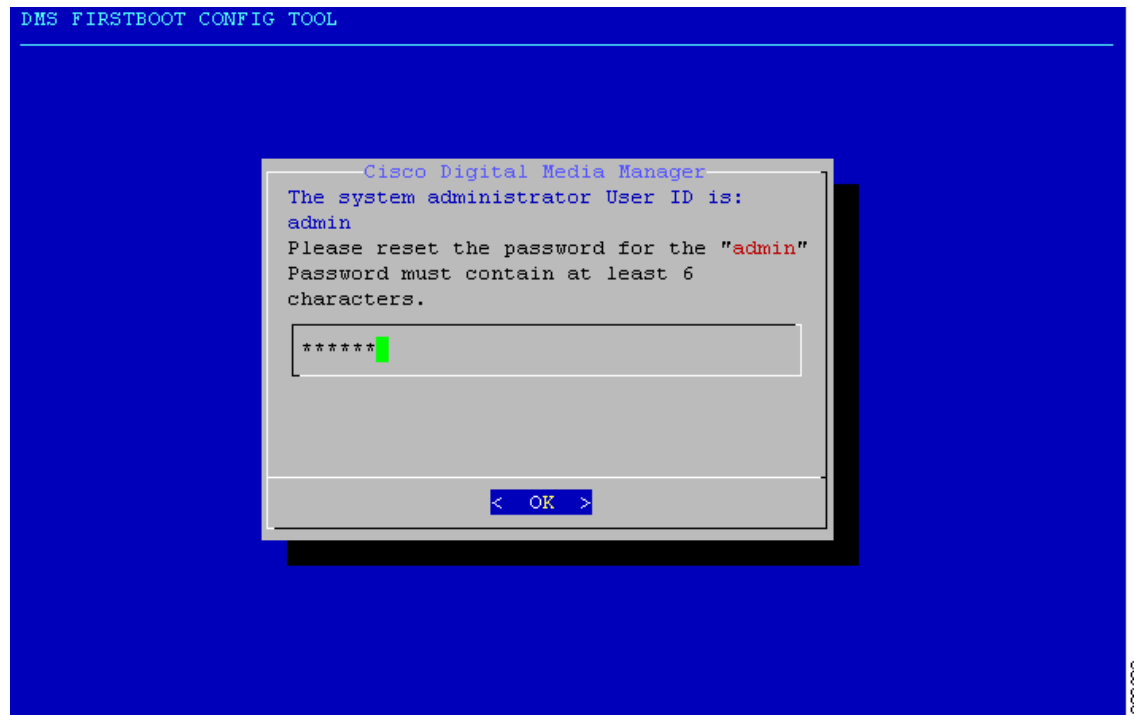 DMS FIRSTBOOT CONFIG TOOL
Cisco Digital Media Manager
The system administrator User ID is:
admin
Please reset the password for the "admin"
Password must contain at least 6
characters.
******
< OK >